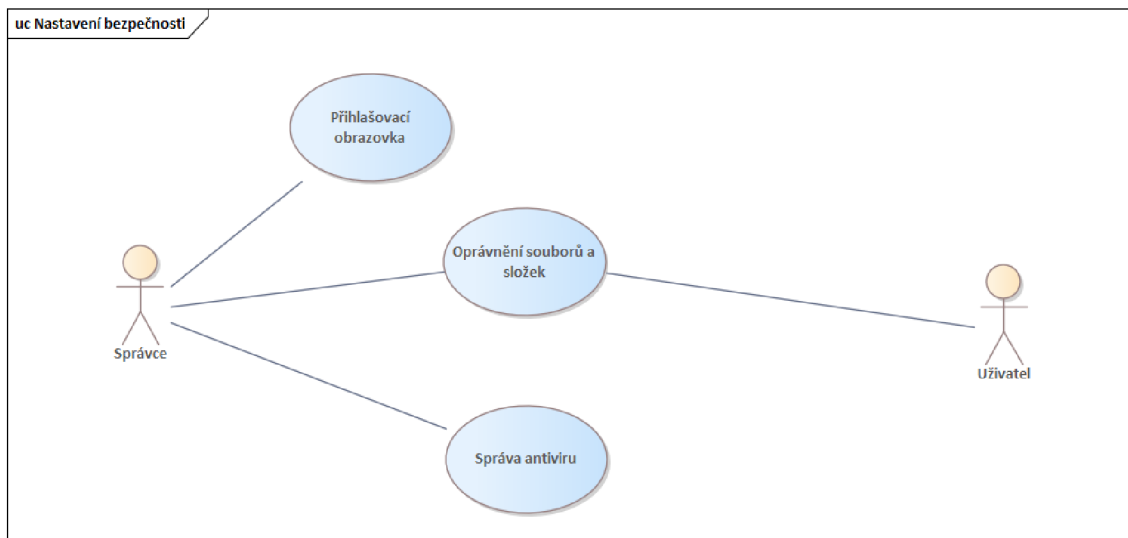 uc Nastavení bezpečnosti
Přihlašovací
obrazovka
Oprávnění souborů a
složek
Správce
Uživatel
Správa antiviru